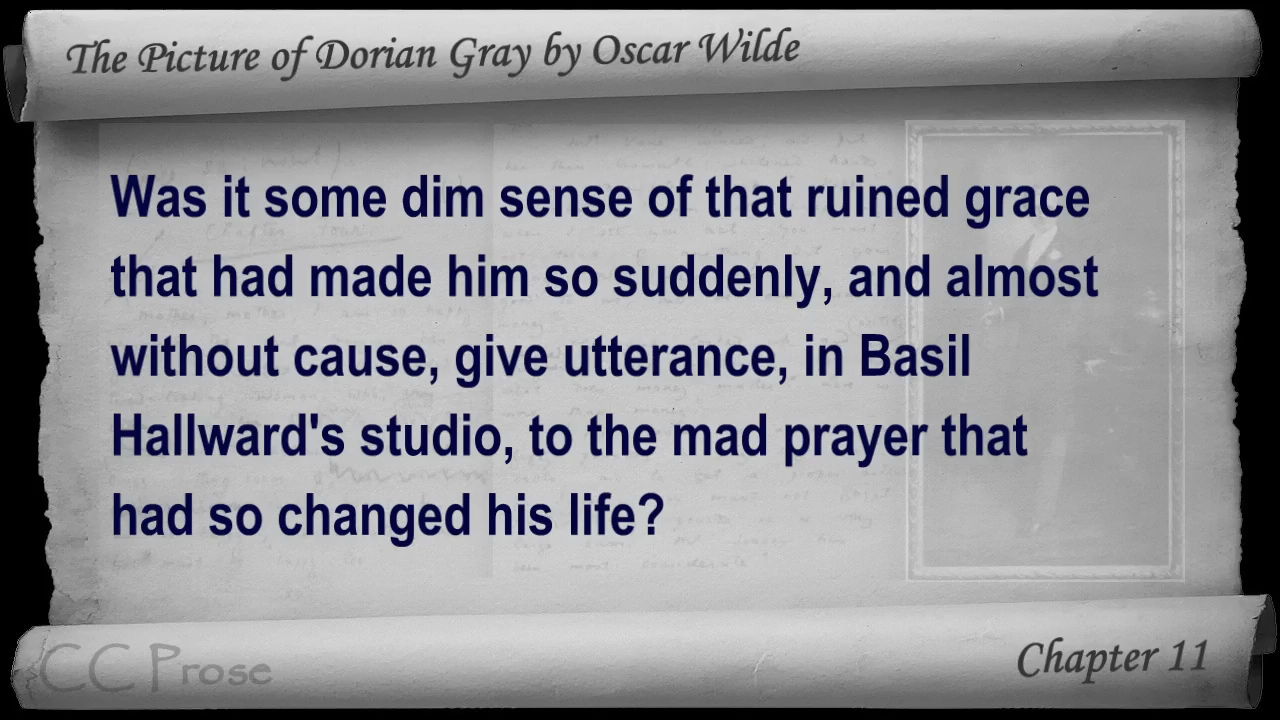 The Picture of Dorian Gray by Oscar Wilde
Was it some dim sense of that ruined grace
that had made him so suddenly, and almost
without cause, give utterance, in Basil
Hallward's studio, to the mad prayer that
had so changed his life?
CC Prose
Chapter 11